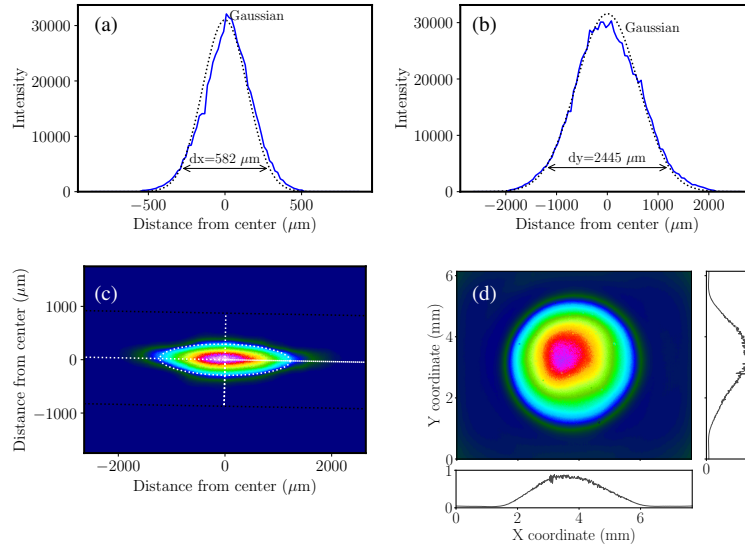 (a)
Gaussian
30000
20000
10000
0
Intensity
dx=582 μm
−500
0
500
Distance from center (μm)
(b)
Gaussian
30000
20000
10000
0
Intensity
dy=2445 μm
−2000
−1000
0
1000
2000
Distance from center (μm)
(c)
1000
0
−1000
Distance from center (μm)
−2000
0
2000
Distance from center (μm)
(d)
6
4
2
0
Y coordinate (mm)
1
0
0
2
4
6
X coordinate (mm)
0